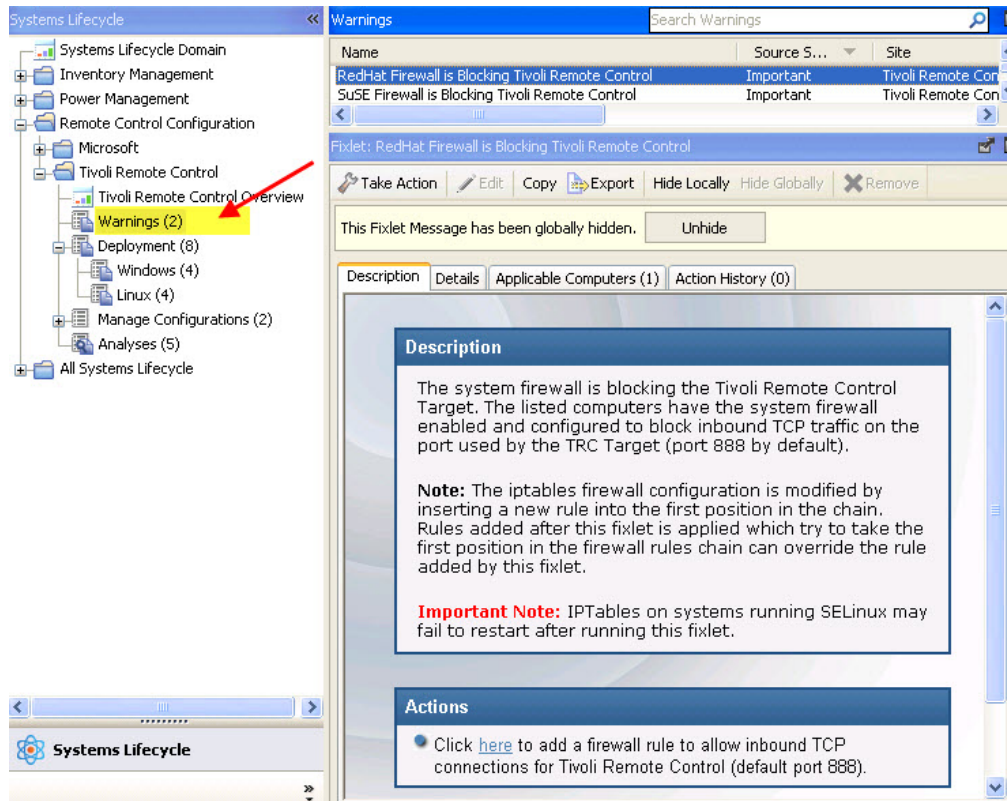 Systems Lifecycle
Systems Lifecycle Domain
Inventory Management
Power Management
Remote Control Configuration
Microsoft
Tivoli Remote Control
Tivoli Remote Control Overview
Warnings (2)
Deployment (8)
Windows (4)
Linux (4)
Manage Configurations (2)
Analyses (5)
All Systems Lifecycle
Systems Lifecycle
Warnings Search Warnings
Name Source S... Site
RedHat Firewall is Blocking Tivoli Remote Control Important Tivoli Remote Con
SuSE Firewall is Blocking Tivoli Remote Control Important Tivoli Remote Con
Fixlet: RedHat Firewall is Blocking Tivoli Remote Control
Take Action Edit Copy Export Hide Locally Hide Globally Remove
This Fixlet Message has been globally hidden. Unhide
Description Details Applicable Computers (1) Action History (0)
Description
The system firewall is blocking the Tivoli Remote Control
Target. The listed computers have the system firewall
enabled and configured to block inbound TCP traffic on the
port used by the TRC Target (port 888 by default).
Note: The iptables firewall configuration is modified by
inserting a new rule into the first position in the chain.
Rules added after this fixlet is applied which try to take the
first position in the firewall rules chain can override the rule
added by this fixlet.
Important Note: IPTables on systems running SELinux may
fail to restart after running this fixlet.
Actions
Click here to add a firewall rule to allow inbound TCP
connections for Tivoli Remote Control (default port 888).